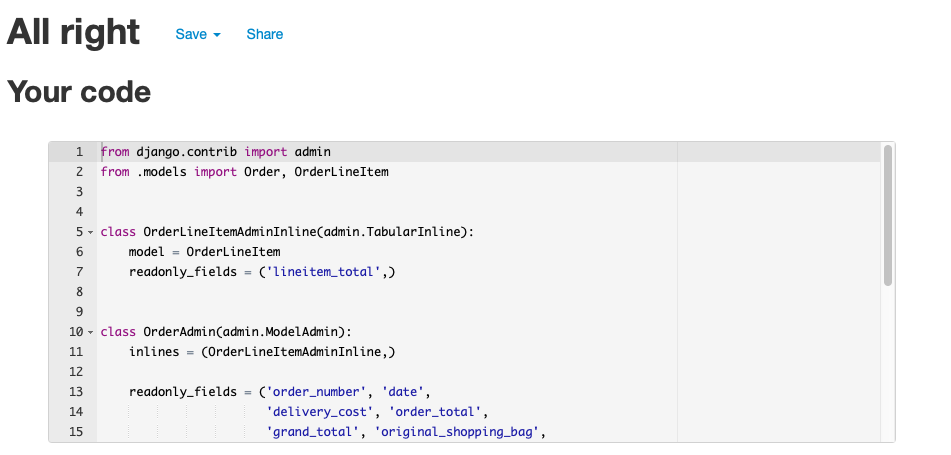 All right Save Share
Your code
1 from django.contrib import admin
2 from .models import Order, OrderLineItem
3
4
5 class OrderLineItemAdminInline(admin.TabularInline):
6     model = OrderLineItem
7     readonly_fields = ('lineitem_total',)
8
9
10 class OrderAdmin(admin.ModelAdmin):
11     inlines = (OrderLineItemAdminInline,)
12
13     readonly_fields = ('order_number', 'date',
14                        'delivery_cost', 'order_total',
15                        'grand_total', 'original_shopping_bag',